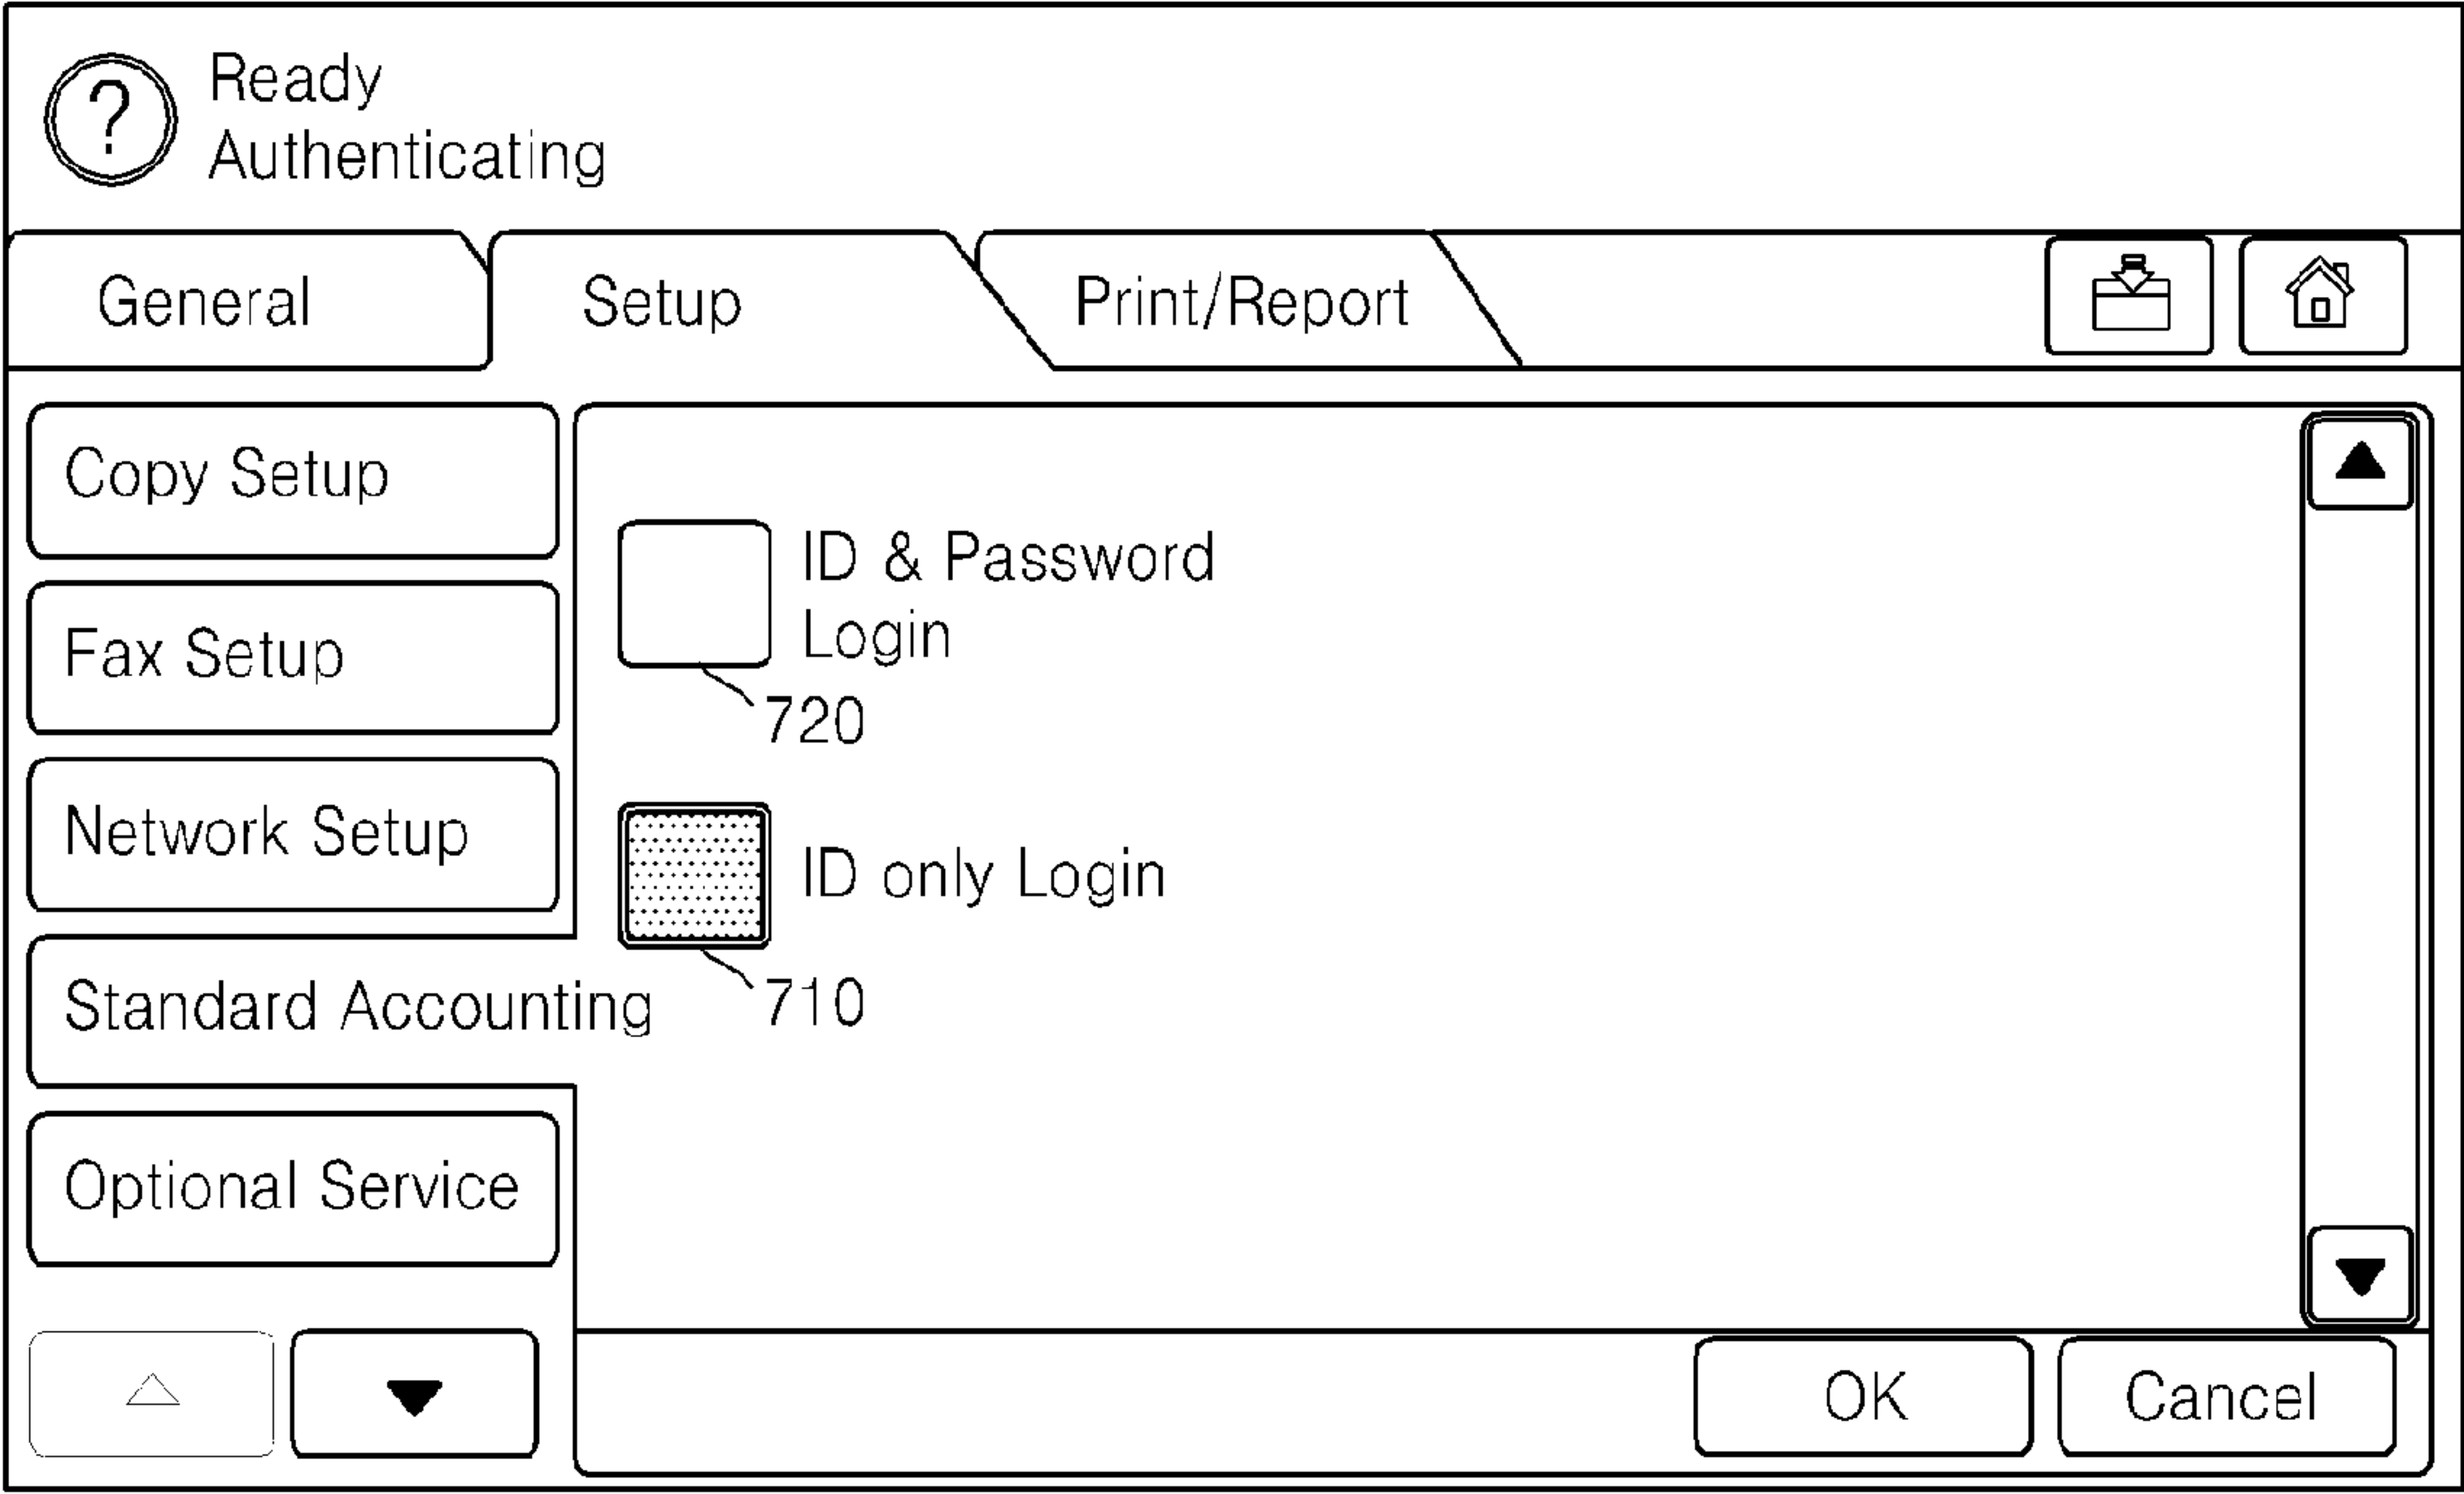 ?
Ready
Authenticating
General
Setup
Print/Report
Copy Setup
Fax Setup
Network Setup
Standard Accounting
Optional Service
ID & Password
Login
720
ID only Login
710
OK
Cancel